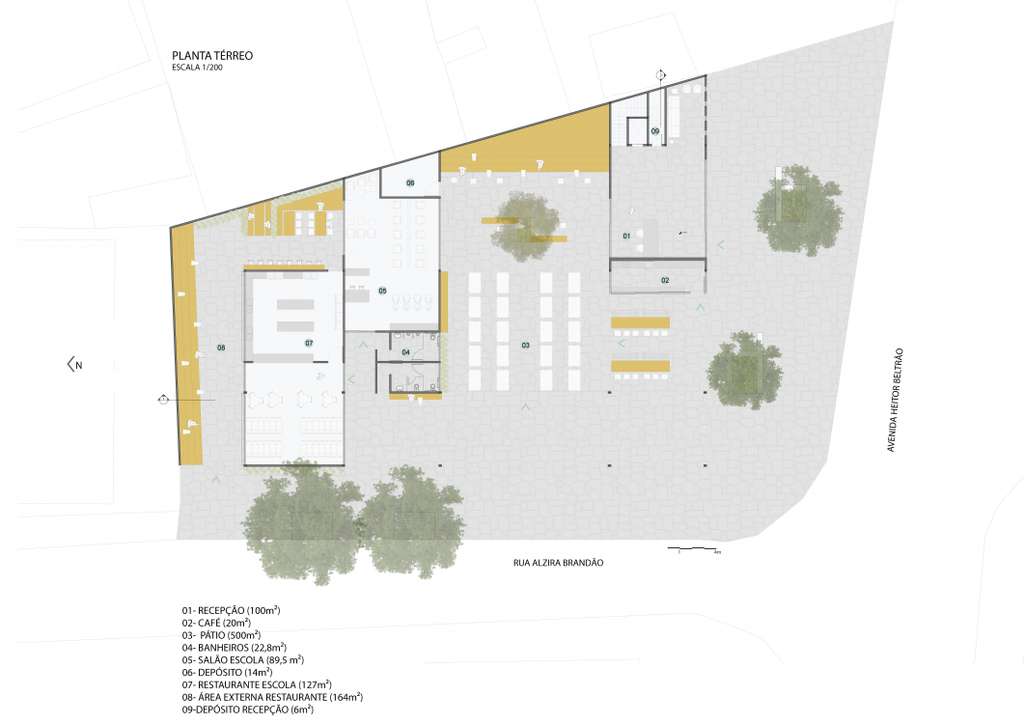 PLANTA TÉRREO
ESCALA 1/200
09
06
01
02
05
03
07
08
04
N
AVENIDA HEITOR BELTRÃO
RUA ALZIRA BRANDÃO
01- RECEPÇÃO (100m²)
02- CAFÉ (20m²)
03- PÁTIO (500m²)
04- BANHEIROS (22,8m²)
05- SALÃO ESCOLA (89,5 m²)
06- DEPÓSITO (14m²)
07- RESTAURANTE ESCOLA (127m²)
08- ÁREA EXTERNA RESTAURANTE (164m²)
09-DEPÓSITO RECEPÇÃO (6m²)